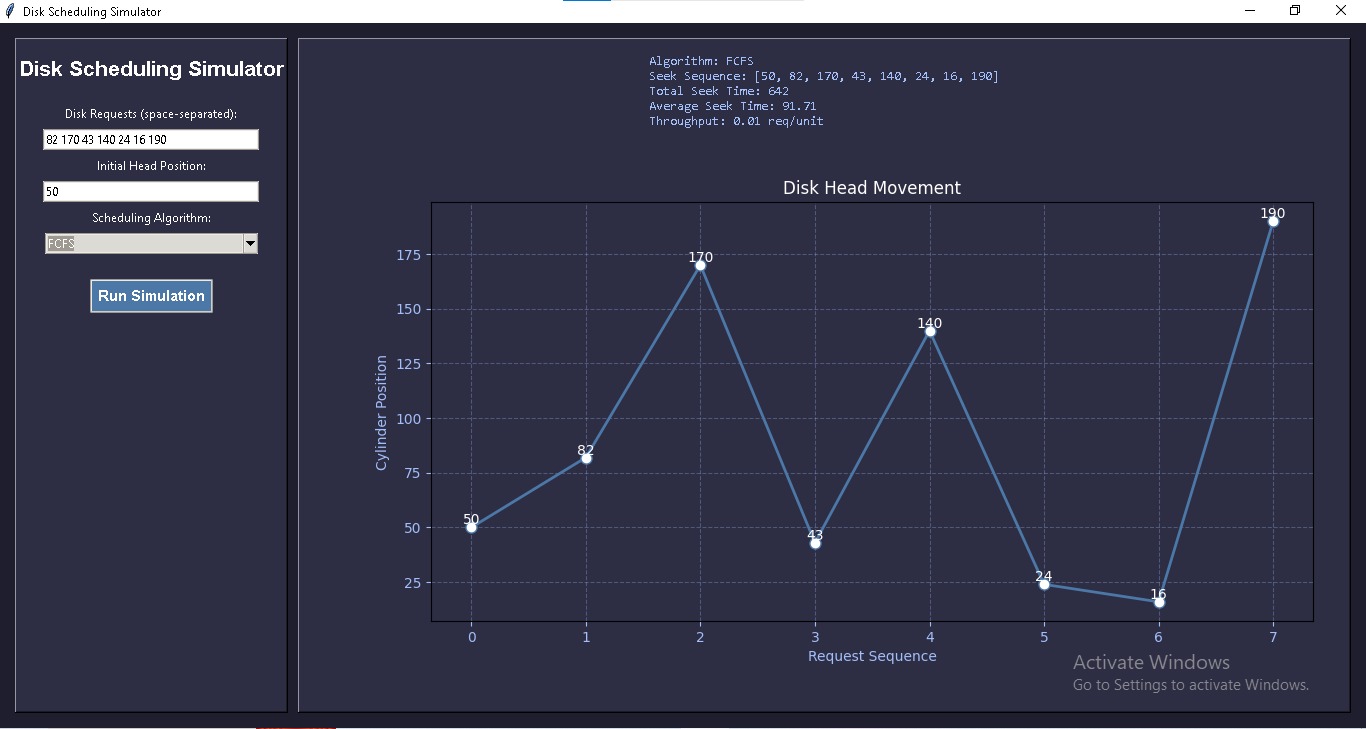 Disk Scheduling Simulator
Disk Scheduling Simulator
Disk Requests (space-separated):
82 170 43 140 24 16 190
Initial Head Position:
50
Scheduling Algorithm:
FCFS
Run Simulation
Algorithm: FCFS
Seek Sequence: [50, 82, 170, 43, 140, 24, 16, 190]
Total Seek Time: 642
Average Seek Time: 91.71
Throughput: 0.01 req/unit
Disk Head Movement
Cylinder Position
175
150
125
100
75
50
25
50
82
170
43
140
24
16
190
0 1 2 3 4 5 6 7
Request Sequence
Activate Windows
Go to Settings to activate Windows.